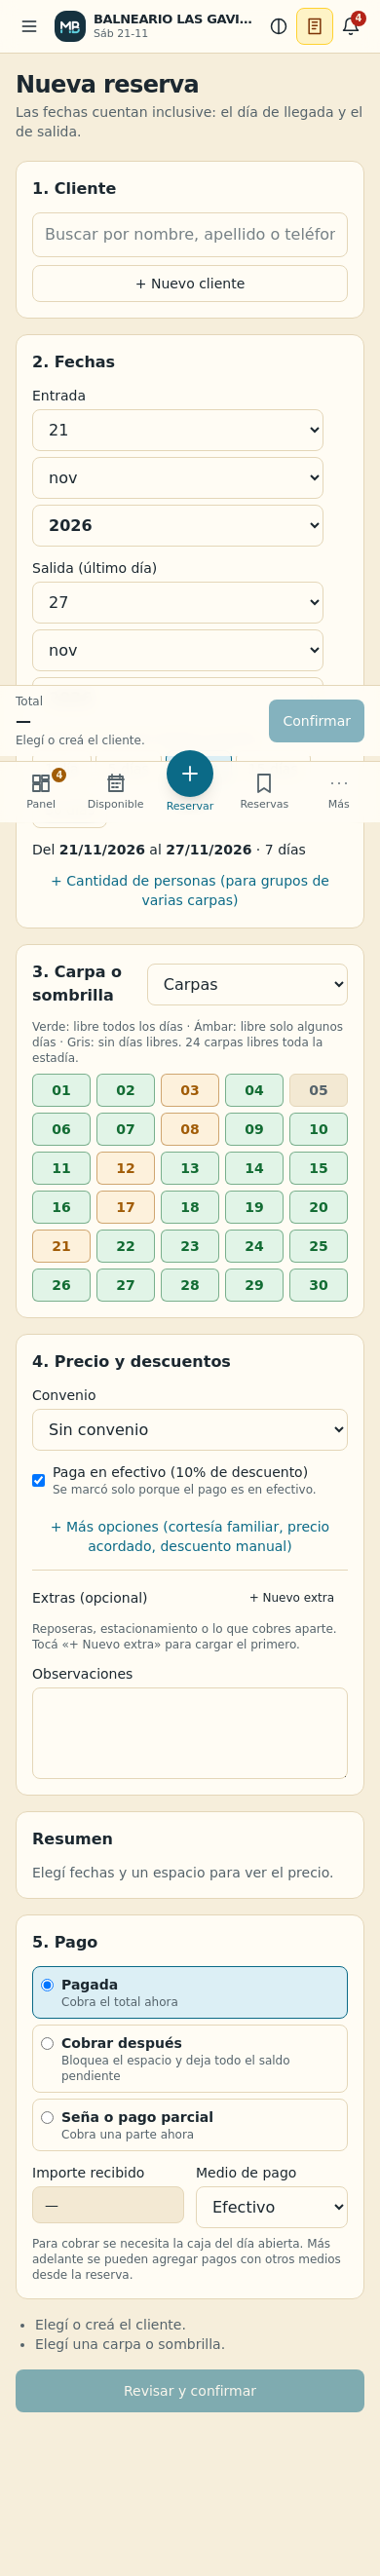 MB
BALNEARIO LAS GAVI...
Sáb 21-11
4
Nueva reserva
Las fechas cuentan inclusive: el día de llegada y el
de salida.
1. Cliente
Buscar por nombre, apellido o teléfor
+ Nuevo cliente
2. Fechas
Entrada
21
nov
2026
Salida (último día)
27
nov
Total
—
Elegí o creá el cliente.
Confirmar
4
Panel
Disponible
Reservar
Reservas
Más
Del 21/11/2026 al 27/11/2026 · 7 días
+ Cantidad de personas (para grupos de
varias carpas)
3. Carpa o
sombrilla
Carpas
Verde: libre todos los días · Ámbar: libre solo algunos
días · Gris: sin días libres. 24 carpas libres toda la
estadía.
01 02 03 04 05
06 07 08 09 10
11 12 13 14 15
16 17 18 19 20
21 22 23 24 25
26 27 28 29 30
4. Precio y descuentos
Convenio
Sin convenio
Paga en efectivo (10% de descuento)
Se marcó solo porque el pago es en efectivo.
+ Más opciones (cortesía familiar, precio
acordado, descuento manual)
Extras (opcional)
+ Nuevo extra
Reposeras, estacionamiento o lo que cobres aparte.
Tocá «+ Nuevo extra» para cargar el primero.
Observaciones
Resumen
Elegí fechas y un espacio para ver el precio.
5. Pago
Pagada
Cobra el total ahora
Cobrar después
Bloquea el espacio y deja todo el saldo
pendiente
Seña o pago parcial
Cobra una parte ahora
Importe recibido
Medio de pago
—
Efectivo
Para cobrar se necesita la caja del día abierta. Más
adelante se pueden agregar pagos con otros medios
desde la reserva.
• Elegí o creá el cliente.
• Elegí una carpa o sombrilla.
Revisar y confirmar